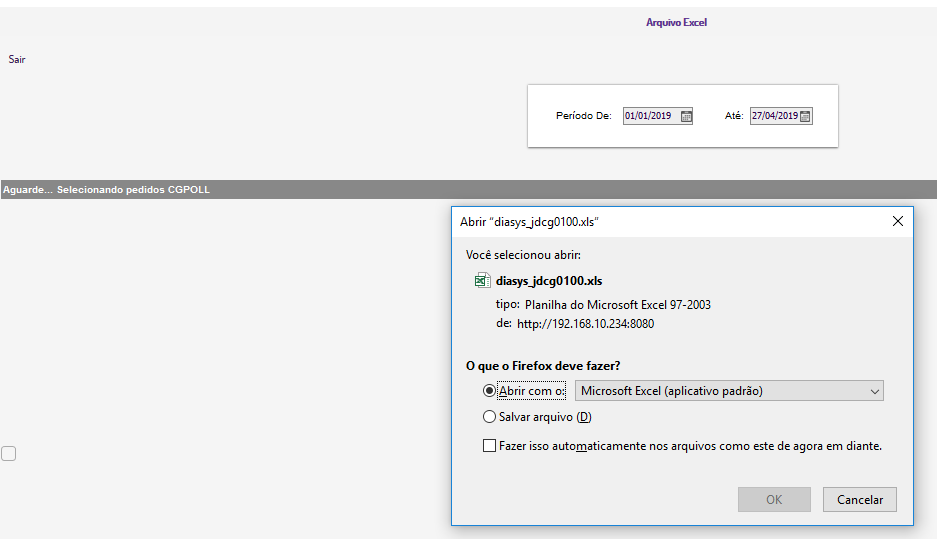 Arquivo Excel
Sair
Período De: 01/01/2019 Até: 27/04/2019
Aguarde... Selecionando pedidos CGPOLL
Abrir "diasys_jdcg0100.xls"
Você selecionou abrir:
diasys_jdcg0100.xls
tipo: Planilha do Microsoft Excel 97-2003
de: http://192.168.10.234:8080
O que o Firefox deve fazer?
Abrir com o: Microsoft Excel (aplicativo padrão)
Salvar arquivo (D)
Fazer isso automaticamente nos arquivos como este de agora em diante.
OK Cancelar